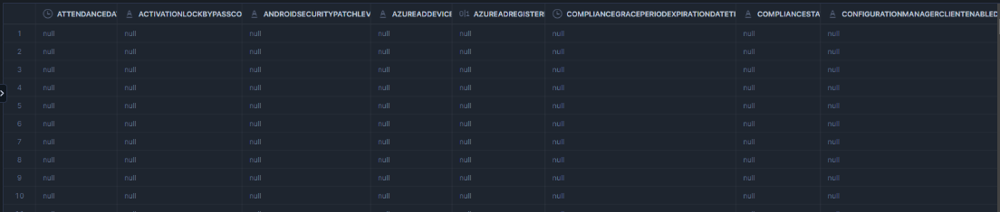 ATTENDANCEDA ACTIVATIONLOCKBYPASSCO ANDROIDSECURITYPATCHLEV AZUREADDEVICE AZUREADREGISTER COMPLIANCEGRACEPERIODEXPIRATIONDATETI COMPLIANCESTA CONFIGURATIONMANAGERCLIENTENABLED
1 null null null null null null null null
2 null null null null null null null null
3 null null null null null null null null
4 null null null null null null null null
5 null null null null null null null null
6 null null null null null null null null
7 null null null null null null null null
8 null null null null null null null null
9 null null null null null null null null
10 null null null null null null null null